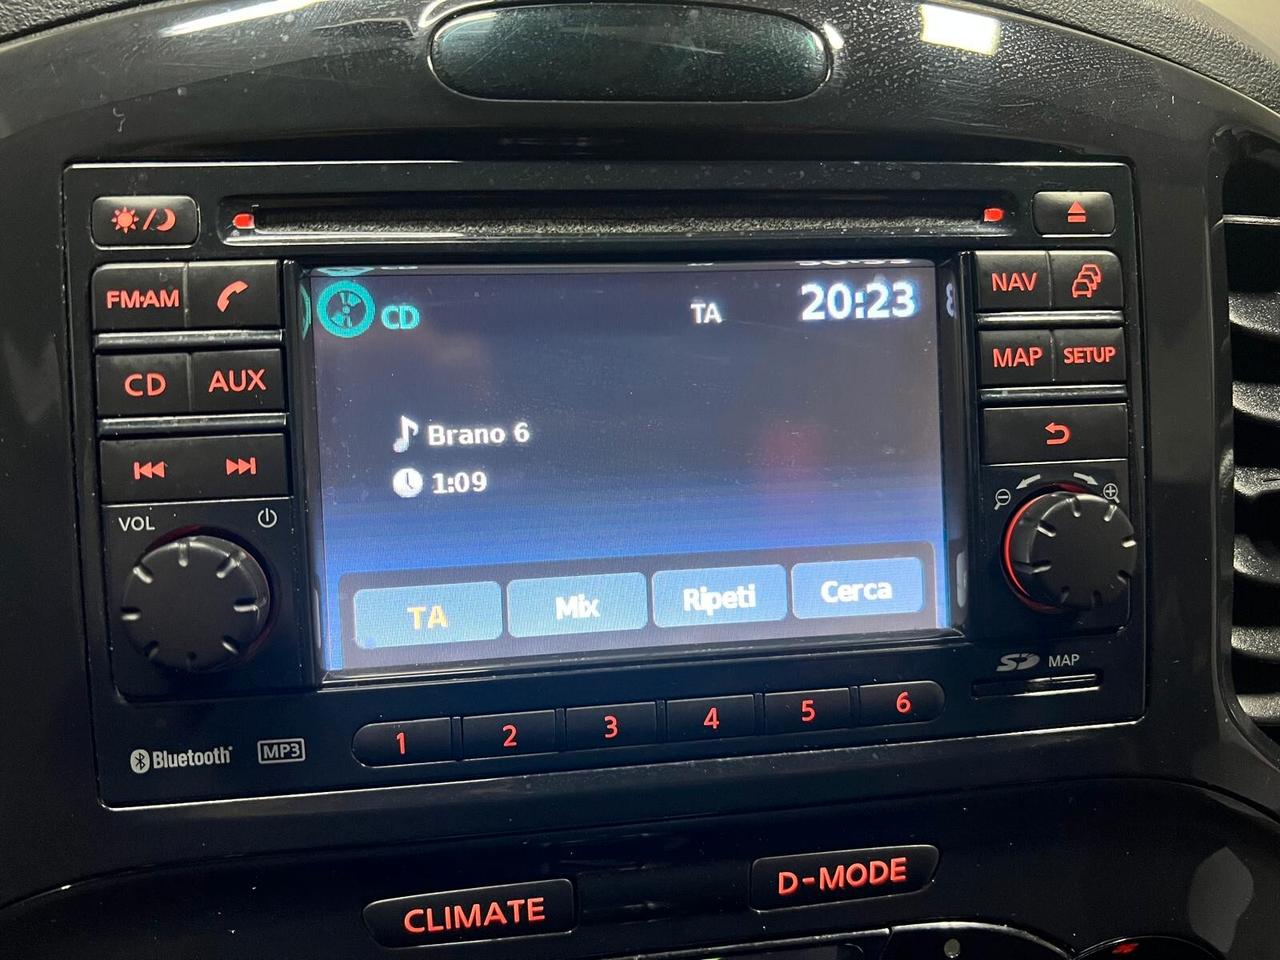 FM·AM
CD
AUX
VOL
CD
TA
20:23
Brano 6
1:09
TA
Mix
Ripeti
Cerca
NAV
MAP
SETUP
SD MAP
Bluetooth
MP3
1
2
3
4
5
6
CLIMATE
D-MODE